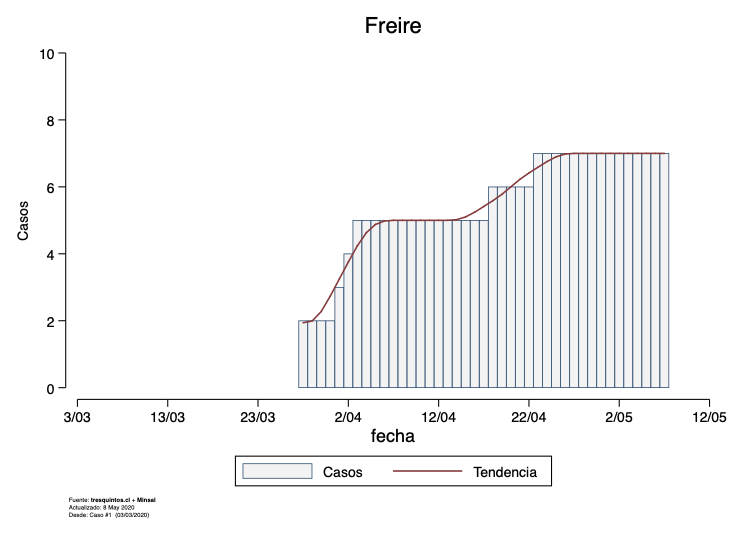 Freire
10
8
6
4
2
0
Casos
3/03 13/03 23/03 2/04 12/04 22/04 2/05 12/05
fecha
Casos Tendencia
Fuente: tresquintos.cl + Minsal
Actualizado: 8 May 2020
Desde: Caso #1 (03/03/2020)